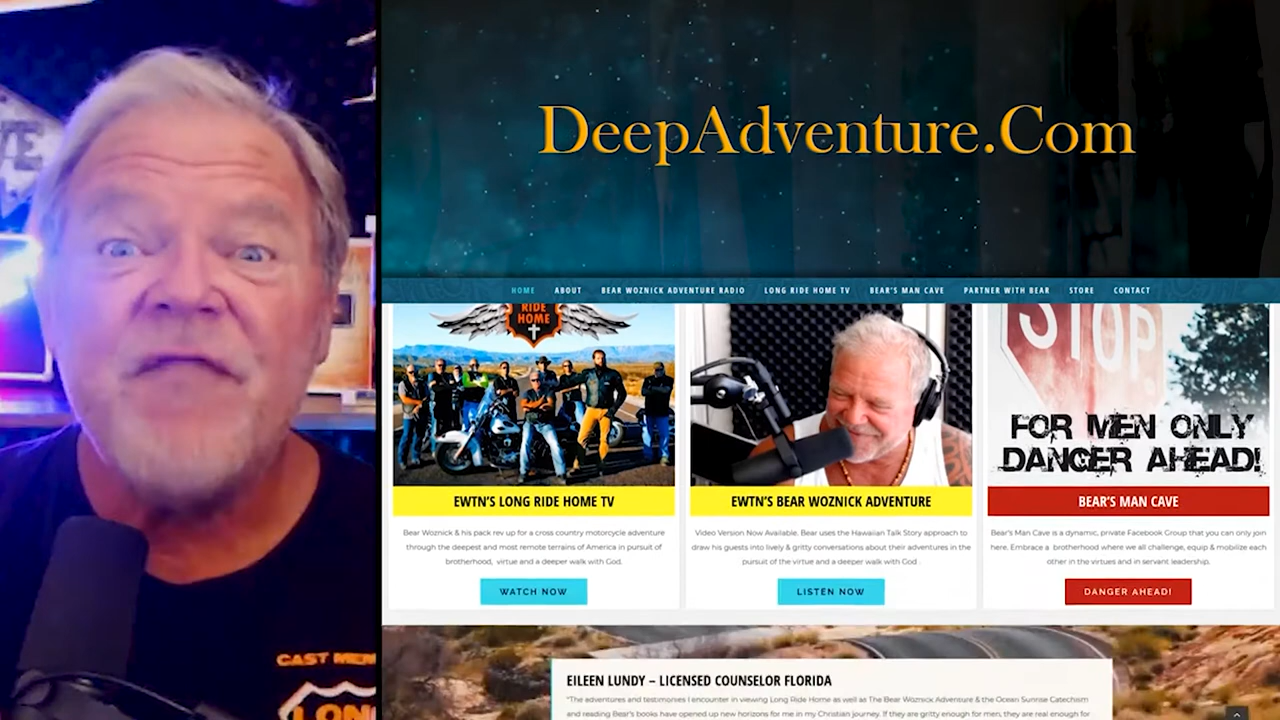 VE
CAST MEM
LONG
DeepAdventure.Com
HOME ABOUT BEAR WOZNICK ADVENTURE RADIO LONG RIDE HOME TV BEAR'S MAN CAVE PARTNER WITH BEAR STORE CONTACT
RIDE
HOME
EWTN'S LONG RIDE HOME TV
Bear Woznick & his pack rev up for a cross country motorcycle adventure
through the deepest and most remote terrains of America in pursuit of
brotherhood, virtue and a deeper walk with God.
WATCH NOW
EWTN'S BEAR WOZNICK ADVENTURE
Video Version Now Available. Bear uses the Hawaiian Talk Story approach to
draw his guests into lively & gritty conversations about their adventures in the
pursuit of the virtue and a deeper walk with God .
LISTEN NOW
STOP
FOR MEN ONLY
DANGER AHEAD!
BEAR'S MAN CAVE
Bear's Man Cave is a dynamic, private Facebook Group that you can only join
here. Embrace a brotherhood where we all challenge, equip & mobilize each
other in the virtues and in servant leadership.
DANGER AHEAD!
EILEEN LUNDY – LICENSED COUNSELOR FLORIDA
"The adventures and testimonies I encounter in viewing Long Ride Home as well as The Bear Woznick Adventure & the Ocean Sunrise Catechism
and reading Bear's books have opened up new horizons for me in my Christian journey. If they are gritty enough for men, they are real enough for